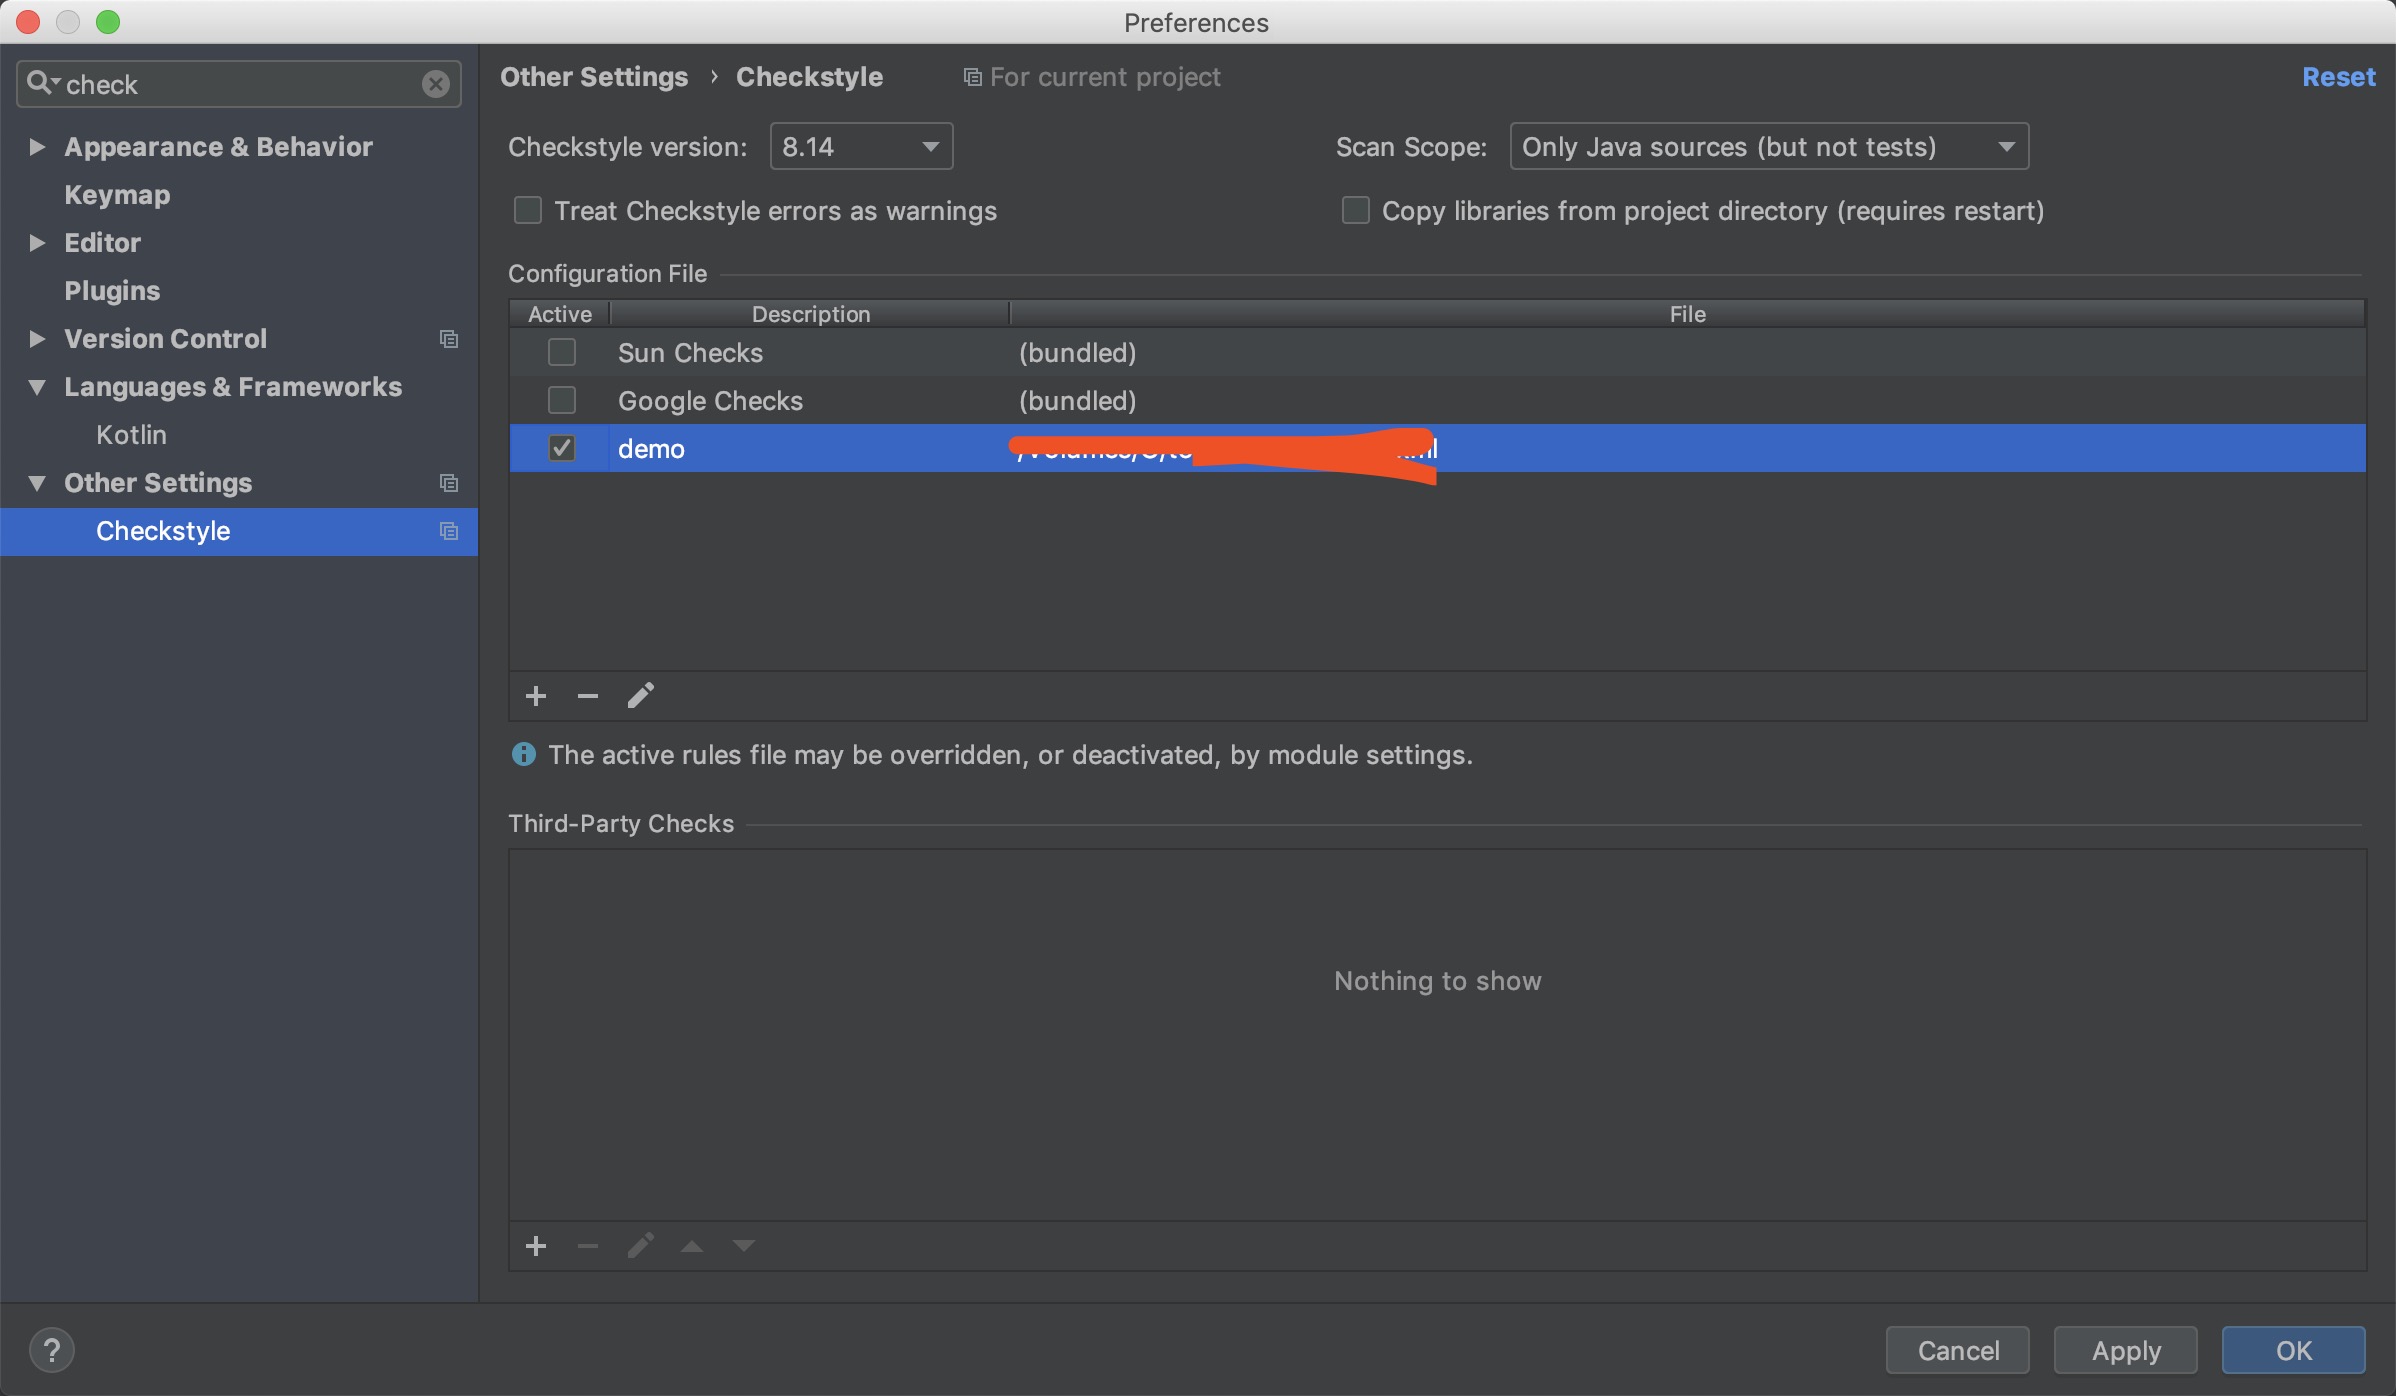 Preferences
check
Appearance & Behavior
Keymap
Editor
Plugins
Version Control
Languages & Frameworks
Kotlin
Other Settings
Checkstyle
Other Settings › Checkstyle
For current project
Reset
Checkstyle version: 8.14
Scan Scope: Only Java sources (but not tests)
Treat Checkstyle errors as warnings
Copy libraries from project directory (requires restart)
Configuration File
Active Description File
Sun Checks (bundled)
Google Checks (bundled)
demo
The active rules file may be overridden, or deactivated, by module settings.
Third-Party Checks
Nothing to show
?
Cancel Apply OK